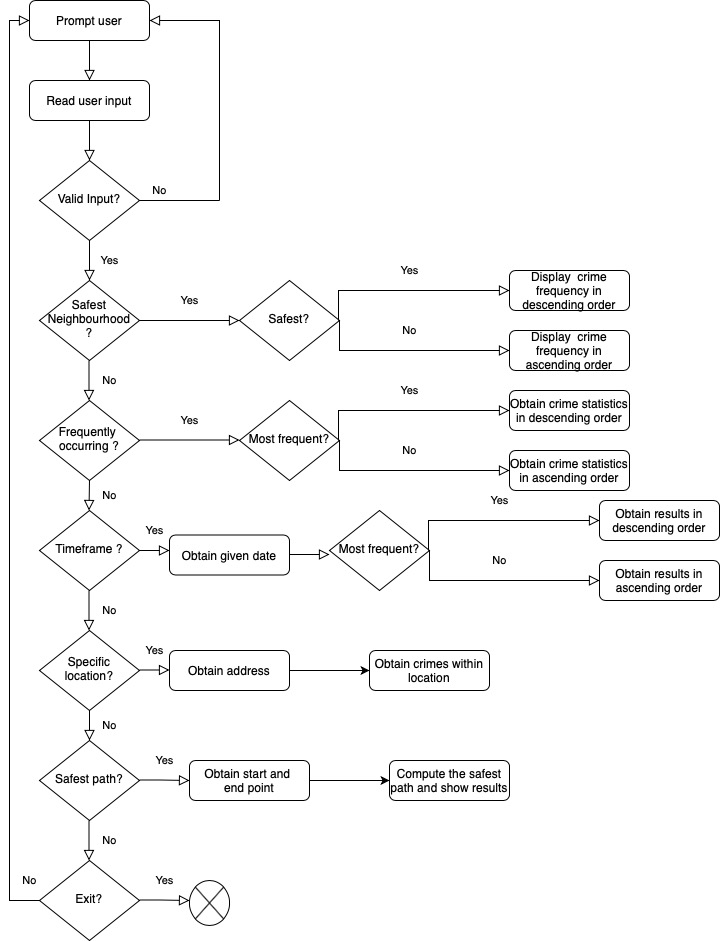 Prompt user
Read user input
Valid Input?
No
Yes
Safest
Neighbourhood
?
Yes
Safest?
Yes
Display crime
frequency in
descending order
No
Display crime
frequency in
ascending order
No
Frequently
occurring ?
Yes
Most frequent?
Yes
Obtain crime statistics
in descending order
No
Obtain crime statistics
in ascending order
No
Timeframe ?
Yes
Obtain given date
Most frequent?
Yes
Obtain results in
descending order
No
Obtain results in
ascending order
No
Specific
location?
Yes
Obtain address
Obtain crimes within
location
No
Safest path?
Yes
Obtain start and
end point
Compute the safest
path and show results
No
Exit?
No
Yes